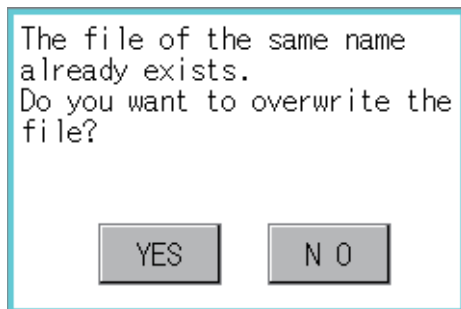 The file of the same name
already exists.
Do you want to overwrite the
file?
YES
N O